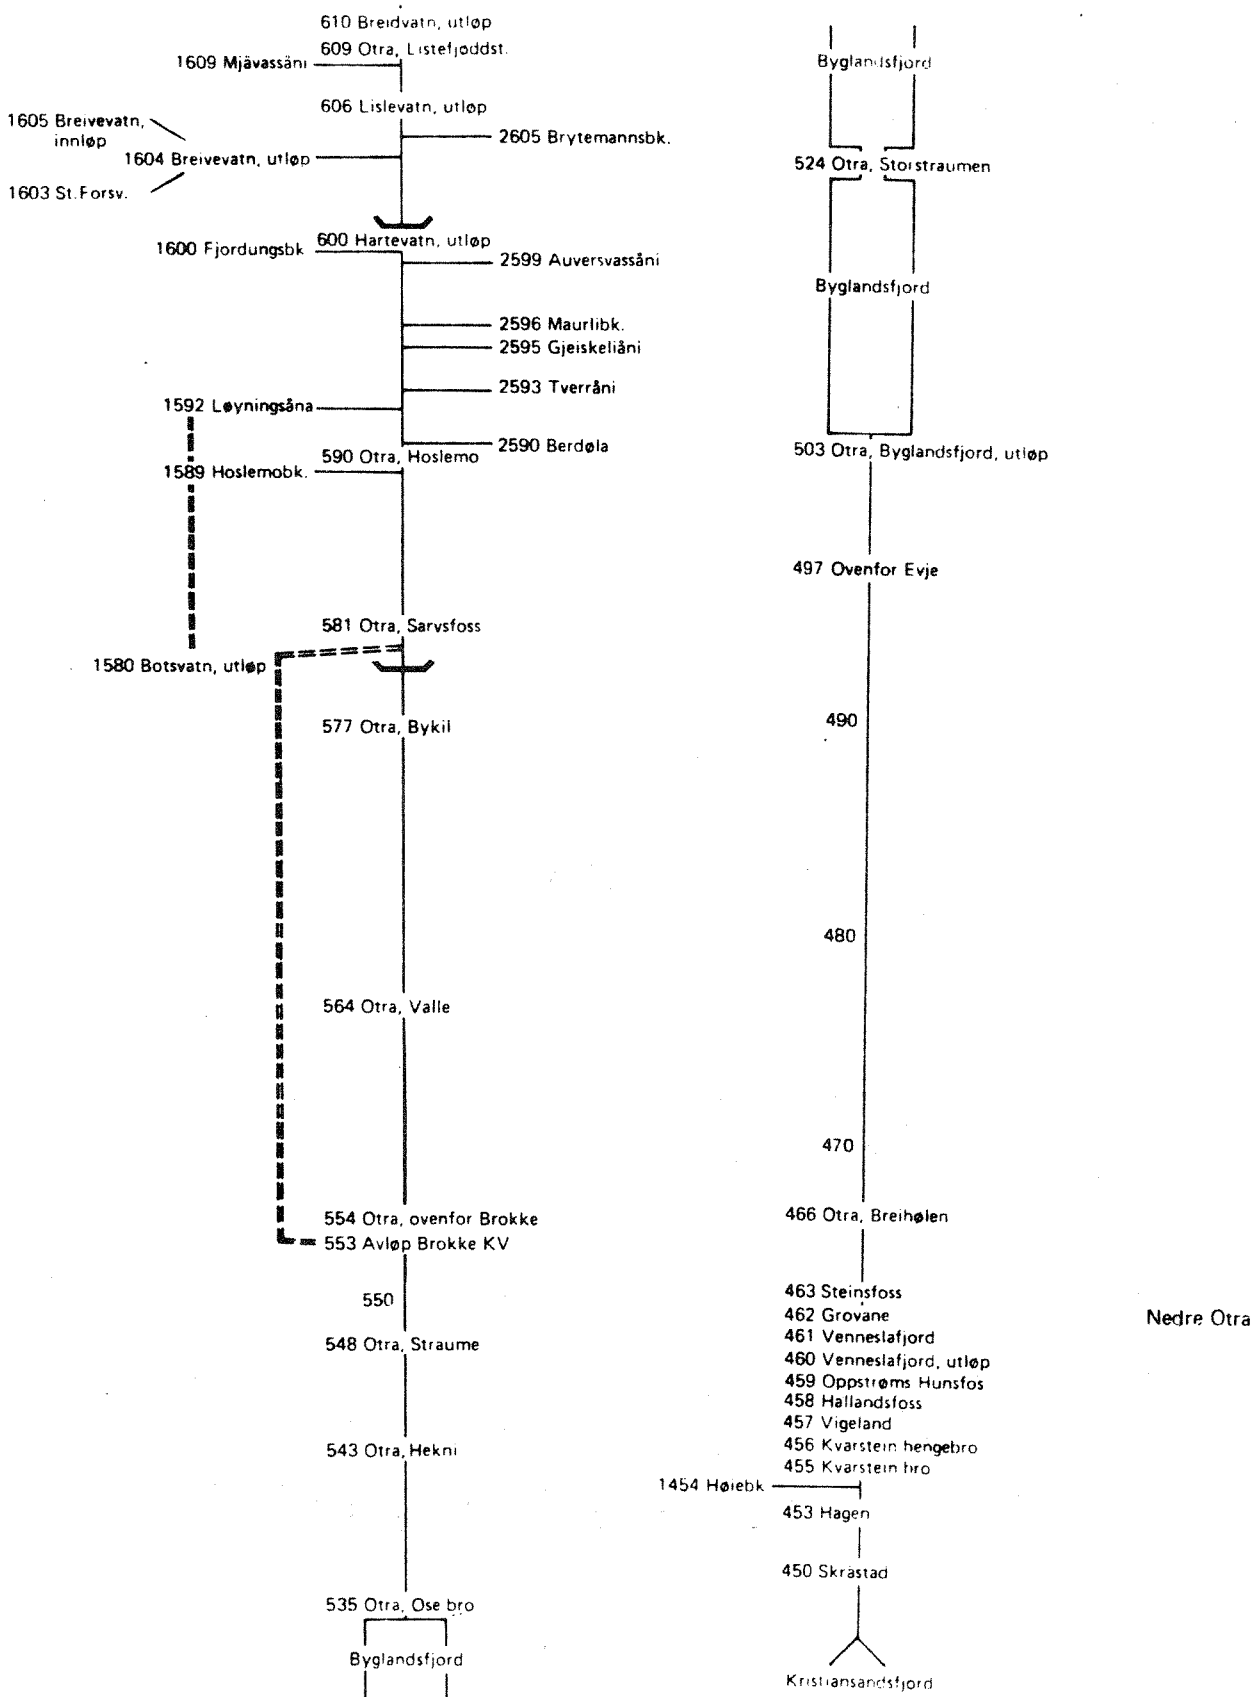 610 Breidvatn, utløp
609 Otra, Listefjøddst.
1609 Mjävassäni
606 Lislevatn, utløp
1605 Breivevatn,
innløp
2605 Brytemannsbk.
1604 Breivevatn, utløp
1603 St.Forsv.
600 Hartevatn, utløp
1600 Fjordungsbk
2599 Auversvassåni
2596 Maurlibk.
2595 Gjeiskeliåni
2593 Tverråni
1592 Løyningsåna
2590 Berdøla
590 Otra, Hoslemo
1589 Hoslemobk.
581 Otra, Sarvsfoss
1580 Botsvatn, utløp
577 Otra, Bykil
564 Otra, Valle
554 Otra, ovenfor Brokke
553 Avløp Brokke KV
550
548 Otra, Straume
543 Otra, Hekni
535 Otra, Ose bro
Byglandsfjord
Byglandsfjord
524 Otra, Storstraumen
Byglandsfjord
503 Otra, Byglandsfjord, utløp
497 Ovenfor Evje
490
480
470
466 Otra, Breihølen
463 Steinsfoss
462 Grovane
461 Venneslafjord
460 Venneslafjord, utløp
459 Oppstrøms Hunsfos
458 Hallandsfoss
457 Vigeland
456 Kvarstein hengebro
455 Kvarstein bro
1454 Høiebk
453 Hagen
450 Skråstad
Kristiansandsfjord
Nedre Otra